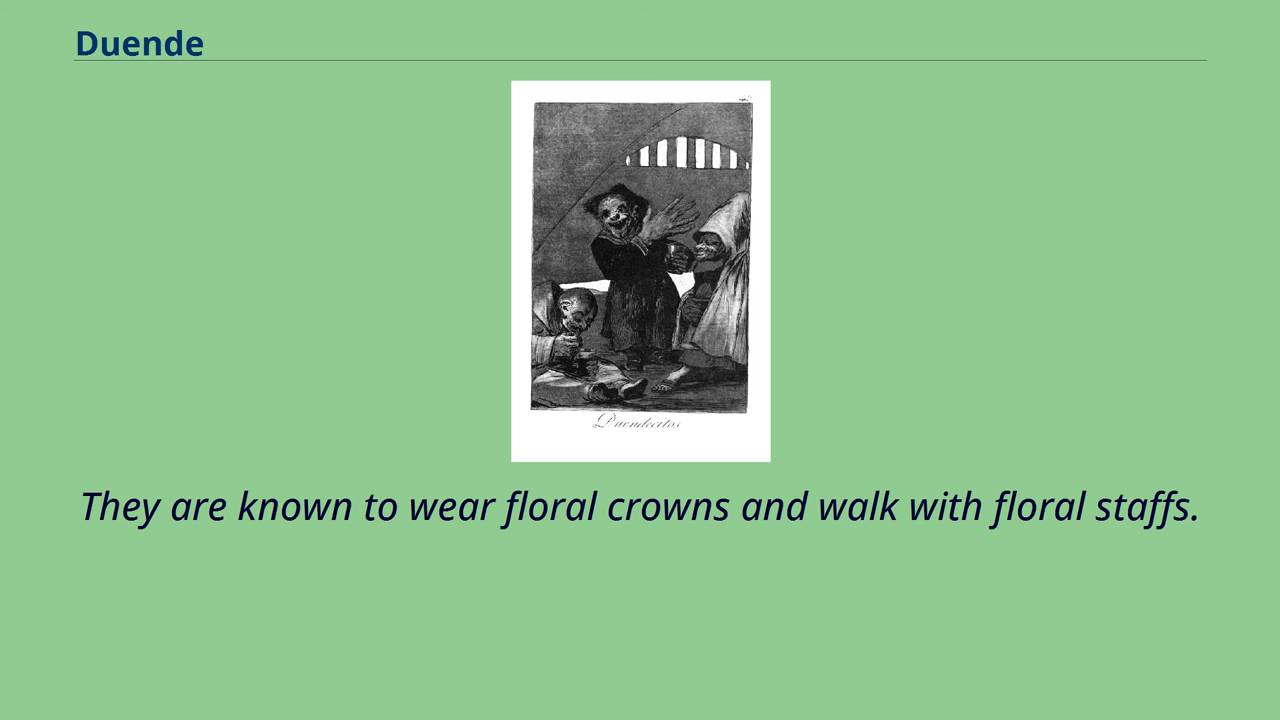 Duende
Duendecitos
They are known to wear floral crowns and walk with floral staffs.